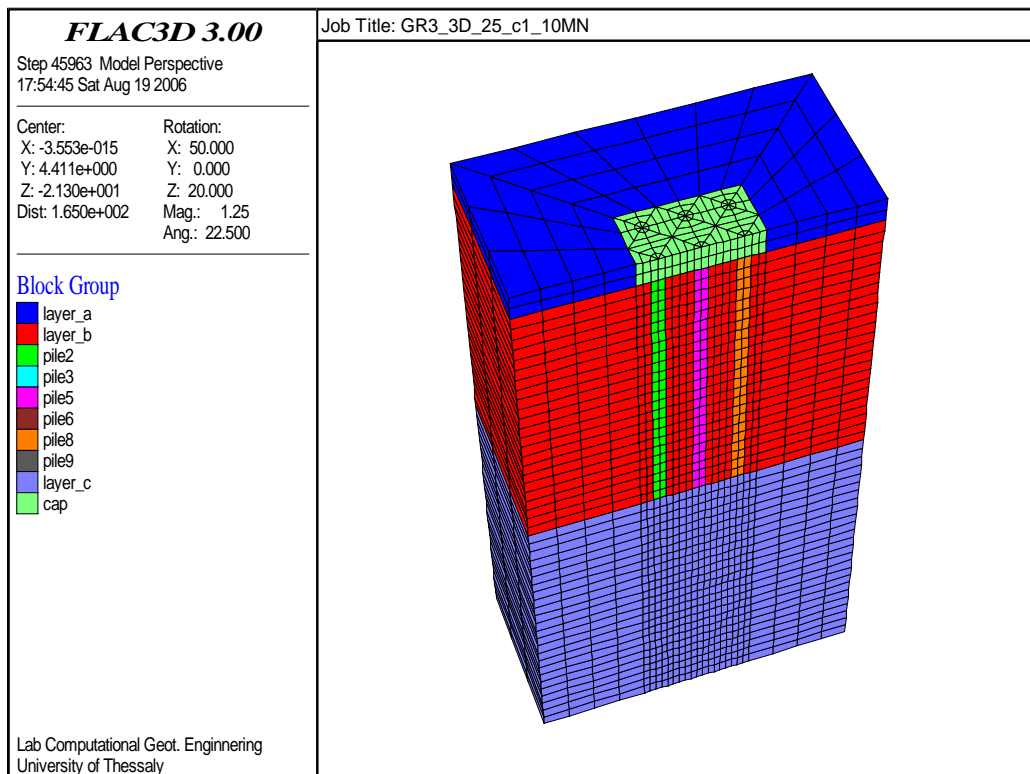 FLAC3D 3.00
Step 45963  Model Perspective
17:54:45 Sat Aug 19 2006
Center:
X: -3.553e-015
Y: 4.411e+000
Z: -2.130e+001
Dist: 1.650e+002
Rotation:
X: 50.000
Y: 0.000
Z: 20.000
Mag.: 1.25
Ang.: 22.500
Block Group
layer_a
layer_b
pile2
pile3
pile5
pile6
pile8
pile9
layer_c
cap
Lab Computational Geot. Enginnering
University of Thessaly
Job Title: GR3_3D_25_c1_10MN